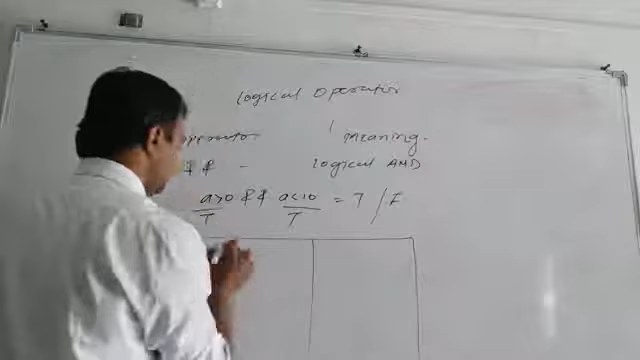 Logical Operator
operator meaning.
&& - logical AND
a>0 && a<10 = T / F
T T